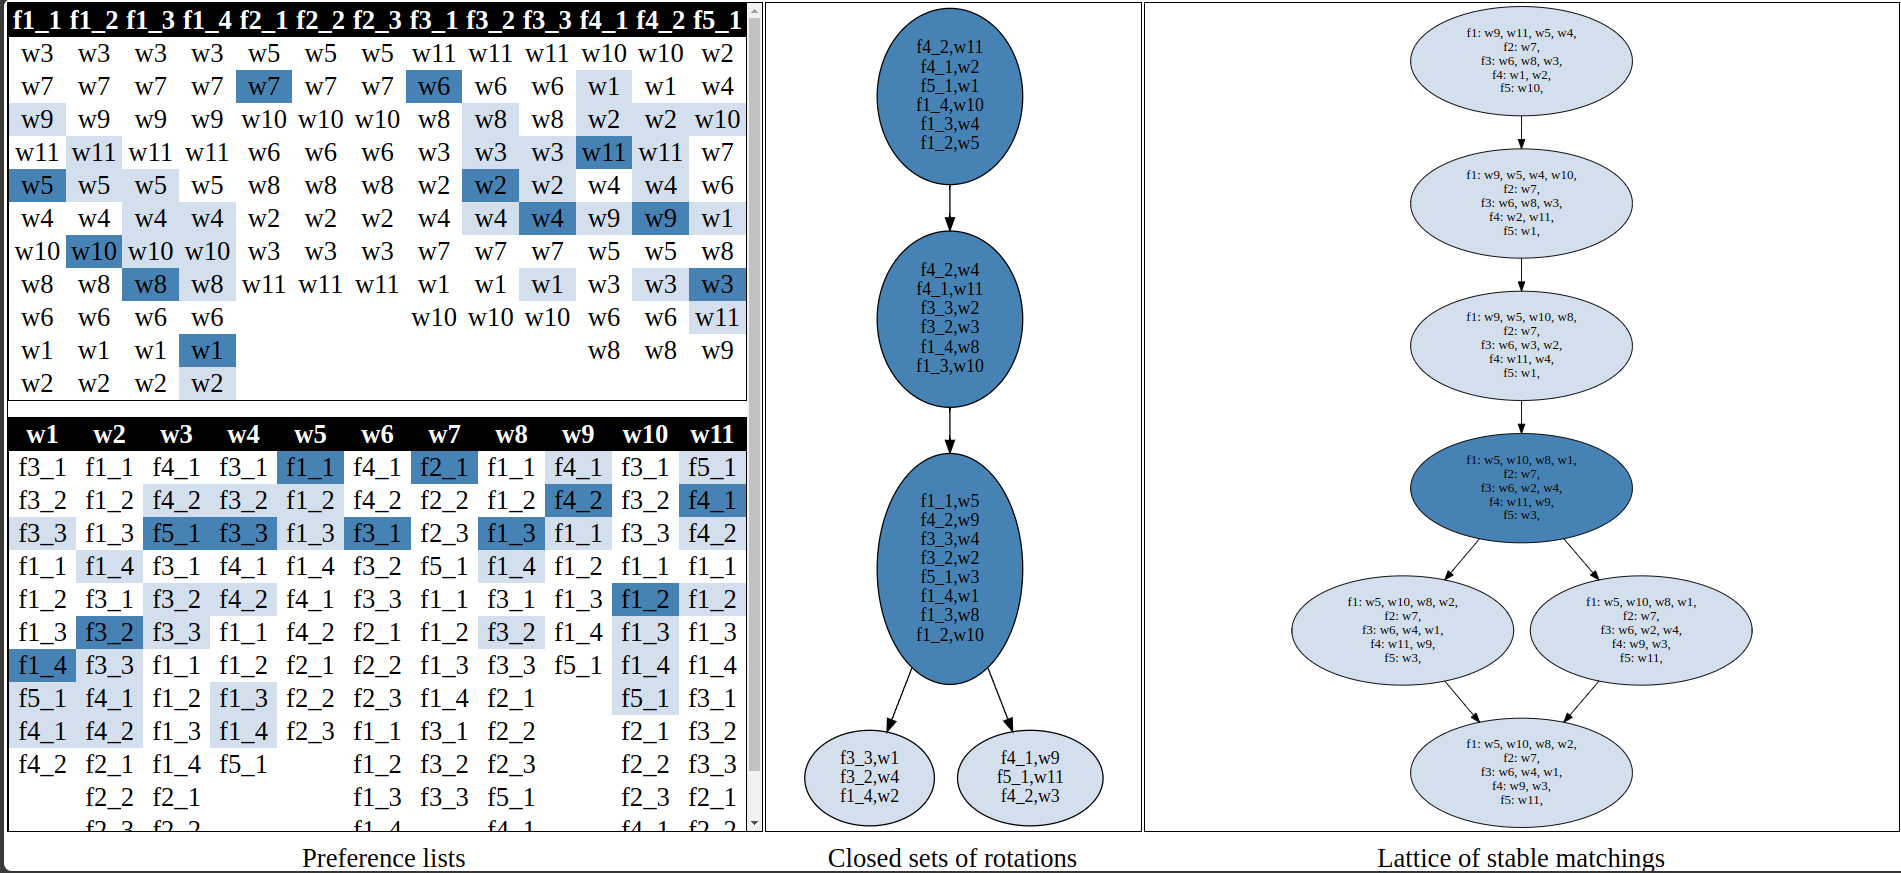 f1_1 f1_2 f1_3 f1_4 f2_1 f2_2 f2_3 f3_1 f3_2 f3_3 f4_1 f4_2 f5_1
w3 w3 w3 w3 w5 w5 w5 w11 w11 w11 w10 w10 w2
w7 w7 w7 w7 w7 w7 w7 w6 w6 w6 w1 w1 w4
w9 w9 w9 w9 w10 w10 w10 w8 w8 w8 w2 w2 w10
w11 w11 w11 w11 w6 w6 w6 w3 w3 w3 w11 w11 w7
w5 w5 w5 w5 w8 w8 w8 w2 w2 w2 w4 w4 w6
w4 w4 w4 w4 w2 w2 w2 w4 w4 w4 w9 w9 w1
w10 w10 w10 w10 w3 w3 w3 w7 w7 w7 w5 w5 w8
w8 w8 w8 w8 w11 w11 w11 w1 w1 w1 w3 w3 w3
w6 w6 w6 w6 w10 w10 w10 w6 w6 w11
w1 w1 w1 w1 w8 w8 w9
w2 w2 w2 w2
w1 w2 w3 w4 w5 w6 w7 w8 w9 w10 w11
f3_1 f1_1 f4_1 f3_1 f1_1 f4_1 f2_1 f1_1 f4_1 f3_1 f5_1
f3_2 f1_2 f4_2 f3_2 f1_2 f4_2 f2_2 f1_2 f4_2 f3_2 f4_1
f3_3 f1_3 f5_1 f3_3 f1_3 f3_1 f2_3 f1_3 f1_1 f3_3 f4_2
f1_1 f1_4 f3_1 f4_1 f1_4 f3_2 f5_1 f1_4 f1_2 f1_1 f1_1
f1_2 f3_1 f3_2 f4_2 f4_1 f3_3 f1_1 f3_1 f1_3 f1_2 f1_2
f1_3 f3_2 f3_3 f1_1 f4_2 f2_1 f1_2 f3_2 f1_4 f1_3 f1_3
f1_4 f3_3 f1_1 f1_2 f2_1 f2_2 f1_3 f3_3 f5_1 f1_4 f1_4
f5_1 f4_1 f1_2 f1_3 f2_2 f2_3 f1_4 f2_1 f5_1 f3_1
f4_1 f4_2 f1_3 f1_4 f2_3 f1_1 f3_1 f2_2 f2_1 f3_2
f4_2 f2_1 f1_4 f5_1 f1_2 f3_2 f2_3 f2_2 f3_3
f2_2 f2_1 f1_3 f3_3 f5_1 f2_3 f2_1
f2_3 f2_2 f1_4 f4_1 f4_1 f2_2
Preference lists
f4_2,w11
f4_1,w2
f5_1,w1
f1_4,w10
f1_3,w4
f1_2,w5
f4_2,w4
f4_1,w11
f3_3,w2
f3_2,w3
f1_4,w8
f1_3,w10
f1_1,w5
f4_2,w9
f3_3,w4
f3_2,w2
f5_1,w3
f1_4,w1
f1_3,w8
f1_2,w10
f3_3,w1
f3_2,w4
f1_4,w2
f4_1,w9
f5_1,w11
f4_2,w3
Closed sets of rotations
f1: w9, w11, w5, w4,
f2: w7,
f3: w6, w8, w3,
f4: w1, w2,
f5: w10,
f1: w9, w5, w4, w10,
f2: w7,
f3: w6, w8, w3,
f4: w2, w11,
f5: w1,
f1: w9, w5, w10, w8,
f2: w7,
f3: w6, w3, w2,
f4: w11, w4,
f5: w1,
f1: w5, w10, w8, w1,
f2: w7,
f3: w6, w2, w4,
f4: w11, w9,
f5: w3,
f1: w5, w10, w8, w2,
f2: w7,
f3: w6, w4, w1,
f4: w11, w9,
f5: w3,
f1: w5, w10, w8, w1,
f2: w7,
f3: w6, w2, w4,
f4: w9, w3,
f5: w11,
f1: w5, w10, w8, w2,
f2: w7,
f3: w6, w4, w1,
f4: w9, w3,
f5: w11,
Lattice of stable matchings